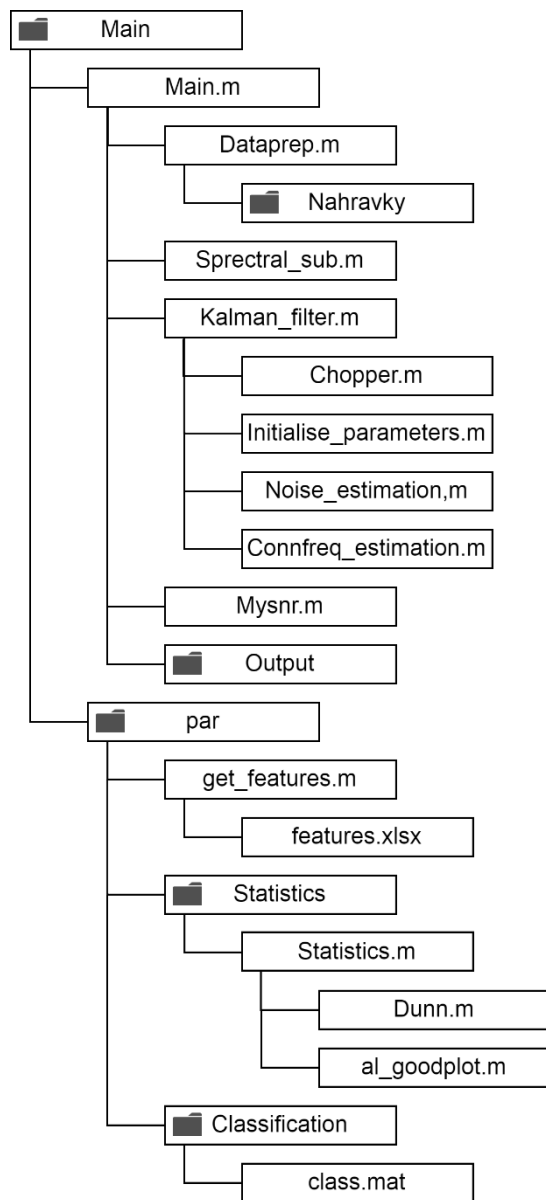 Main
Main.m
Dataprep.m
Nahravky
Sprectral_sub.m
Kalman_filter.m
Chopper.m
Initialise_parameters.m
Noise_estimation,m
Connfreq_estimation.m
Mysnr.m
Output
par
get_features.m
features.xlsx
Statistics
Statistics.m
Dunn.m
al_goodplot.m
Classification
class.mat